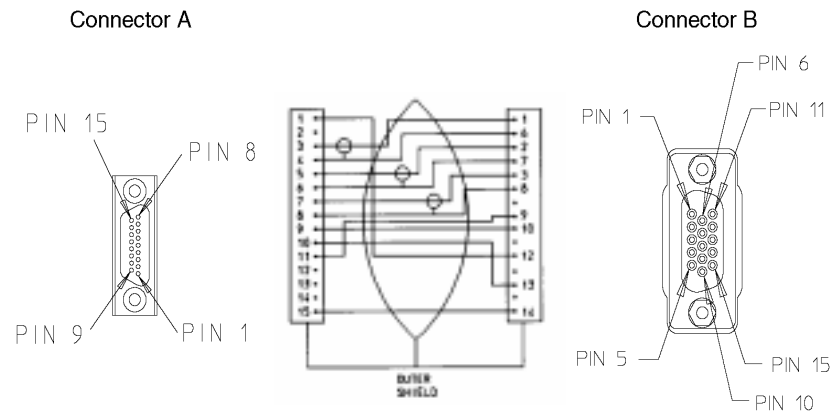 Connector A
Connector B
PIN 15
PIN 8
PIN 9
PIN 1
1
2
3
4
5
6
7
8
9
10
11
12
13
14
15
1
6
2
7
3
8
9
10
12
13
14
OUTER
SHIELD
PIN 6
PIN 1
PIN 11
PIN 5
PIN 15
PIN 10